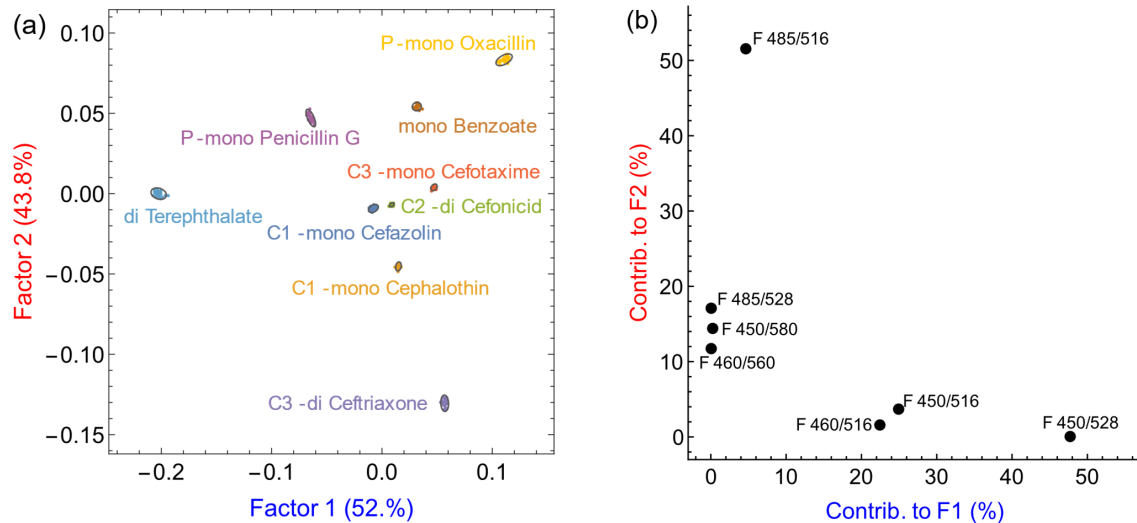 (a)
0.10
0.05
0.00
−0.05
−0.10
−0.15
Factor 2 (43.8%)
P-mono Oxacillin
mono Benzoate
P-mono Penicillin G
C3 -mono Cefotaxime
di Terephthalate
C2 -di Cefonicid
C1 -mono Cefazolin
C1 -mono Cephalothin
C3 -di Ceftriaxone
−0.2
−0.1
0.0
0.1
Factor 1 (52.%)
(b)
50
40
30
20
10
0
Contrib. to F2 (%)
F 485/516
F 485/528
F 450/580
F 460/560
F 450/516
F 460/516
F 450/528
0
10
20
30
40
50
Contrib. to F1 (%)